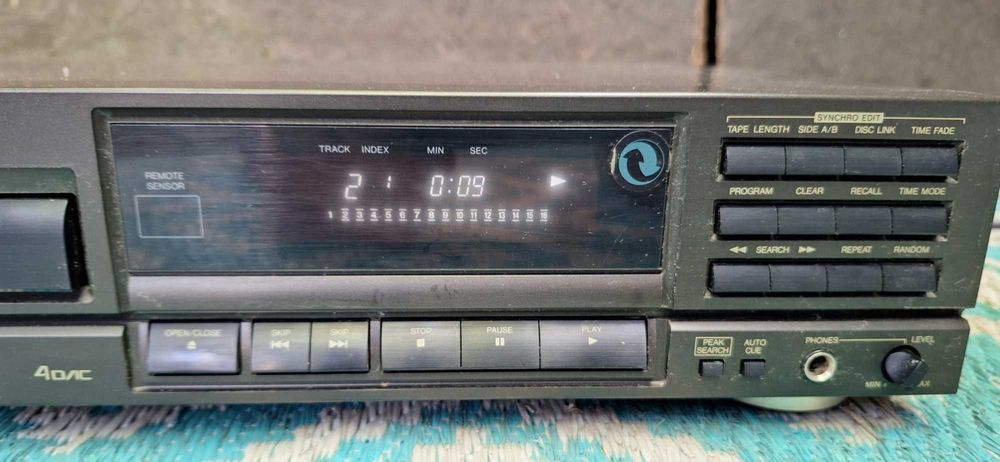 SYNCHRO EDIT
TAPE LENGTH SIDE A/B DISC LINK TIME FADE
TRACK INDEX MIN SEC
REMOTE
SENSOR
2 1 0:09
1 2 3 4 5 6 7 8 9 10 11 12 13 14 15 16
PROGRAM CLEAR RECALL TIME MODE
SEARCH REPEAT RANDOM
OPEN/CLOSE SKIP SKIP STOP PAUSE PLAY
PEAK
SEARCH
AUTO
CUE
PHONES LEVEL
MIN
4DAC